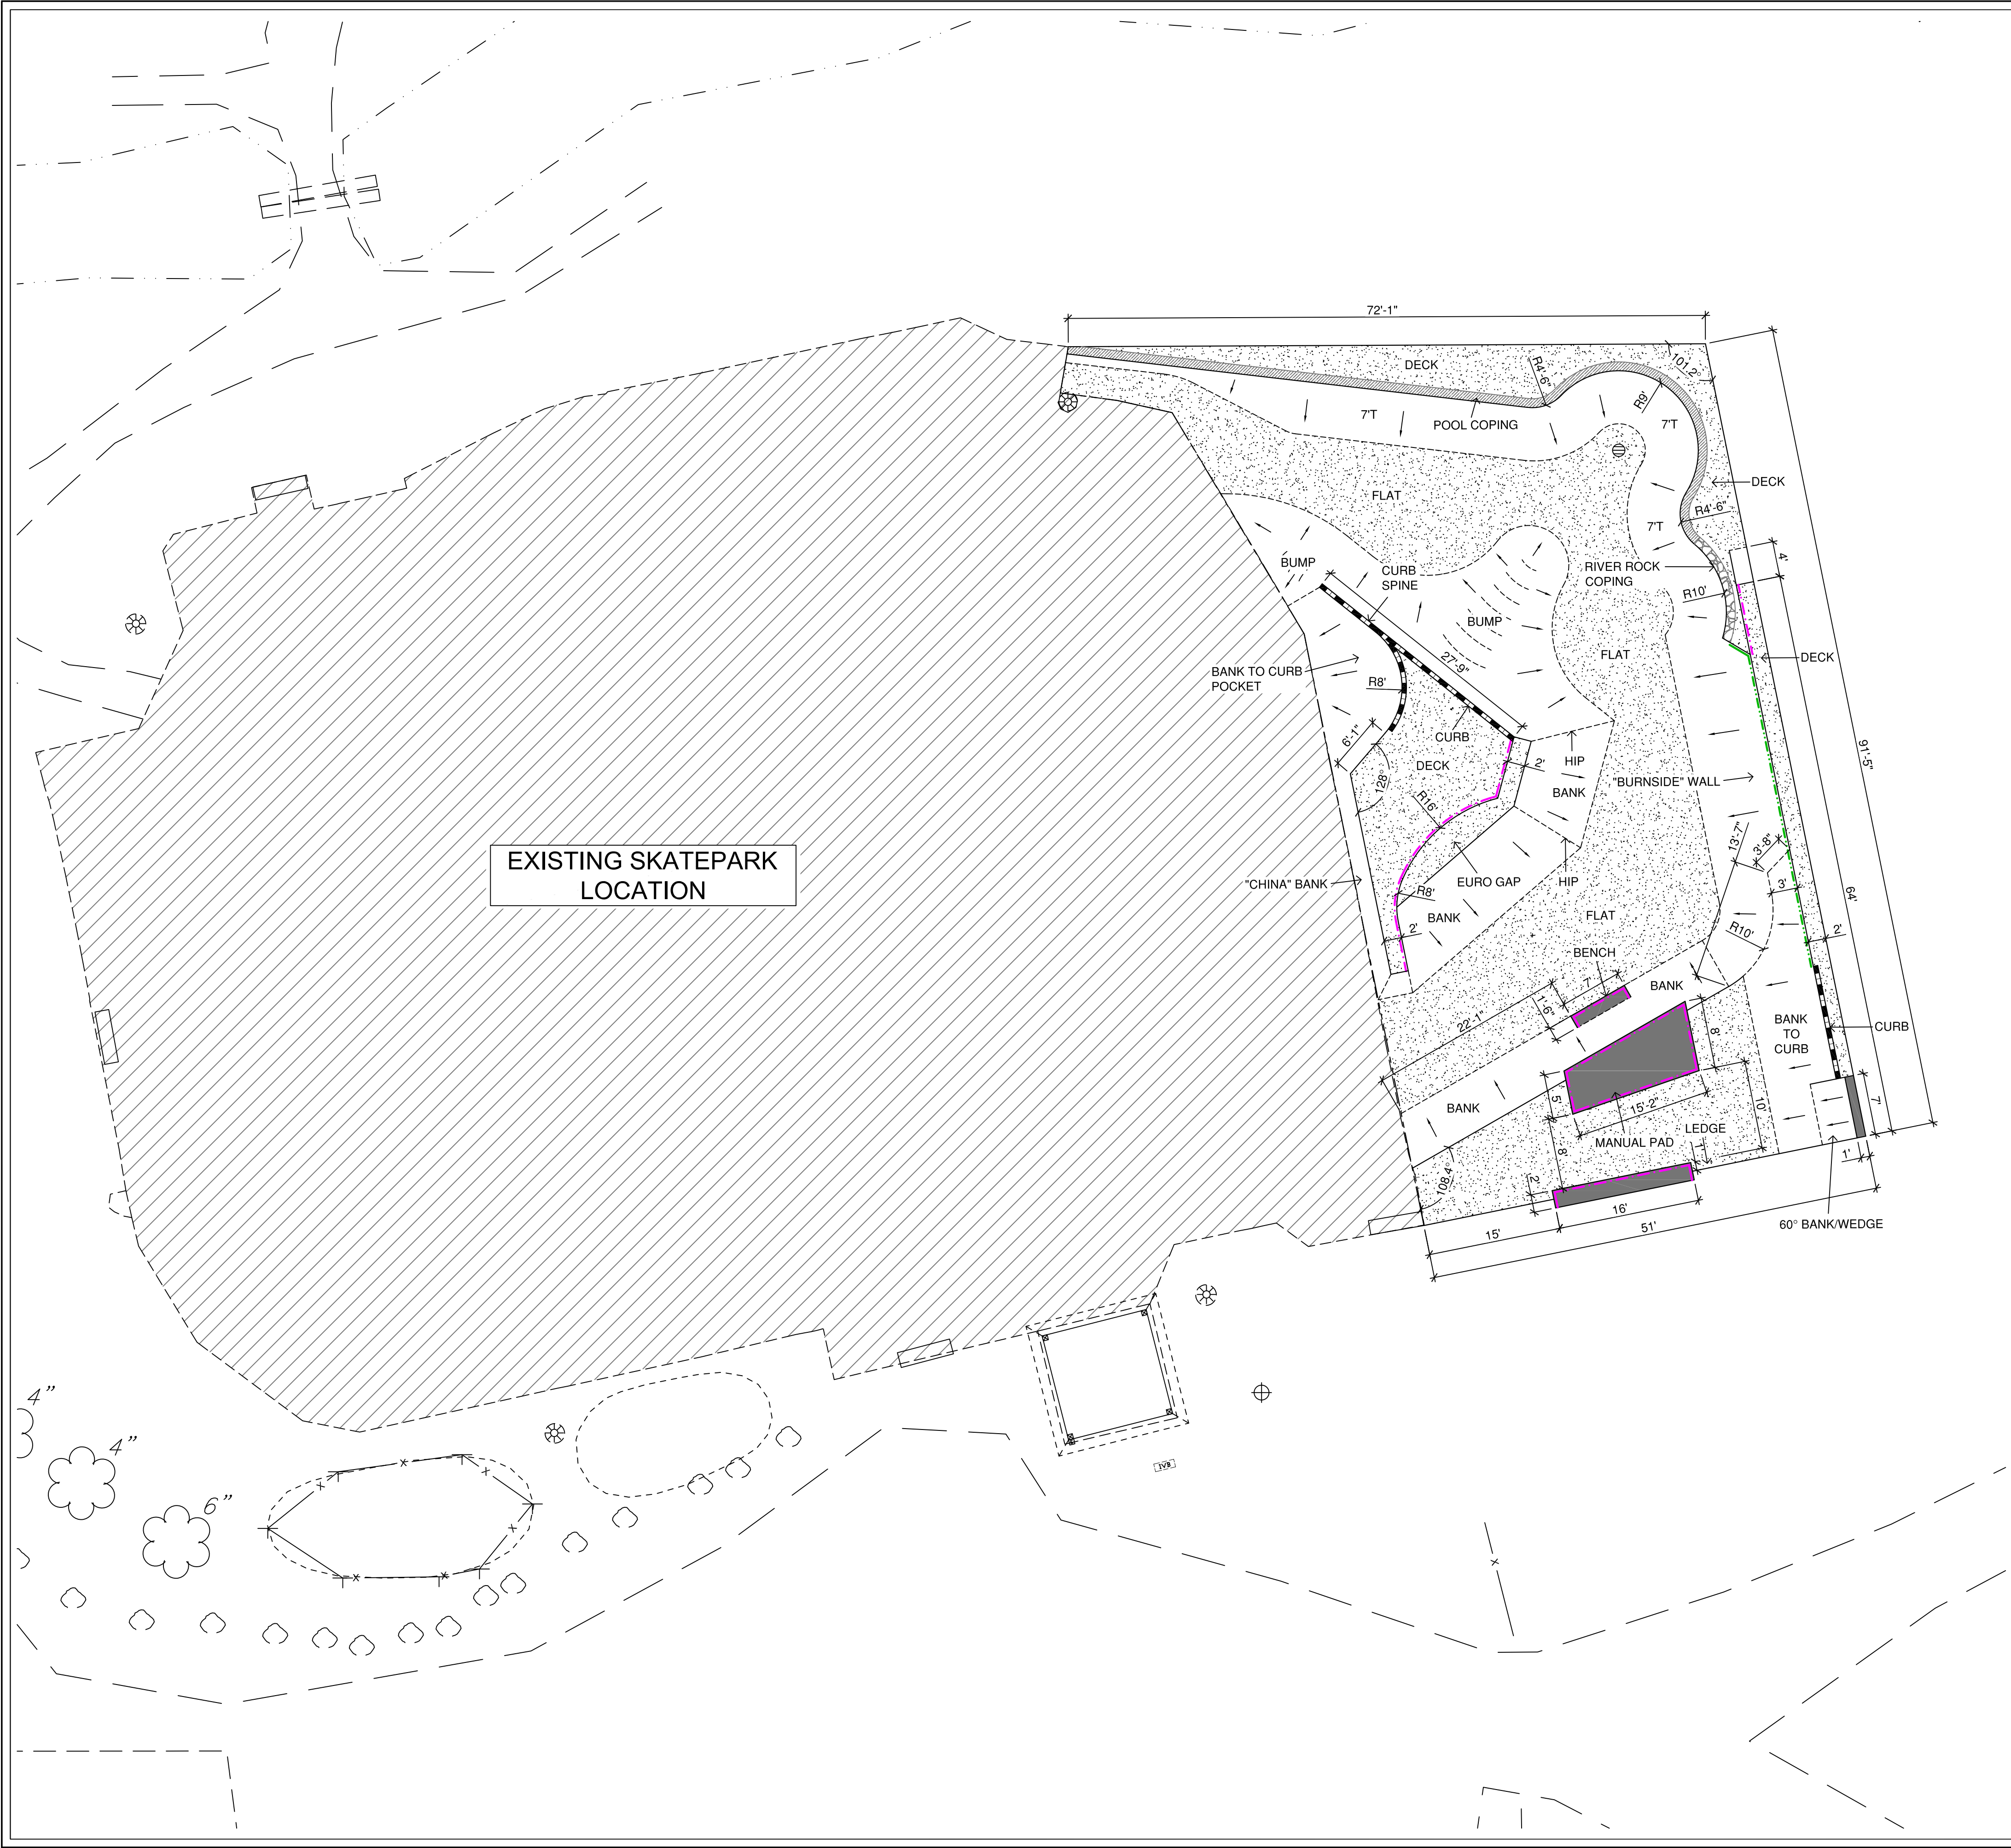 72'-1"
DECK
R4'-6"
101.2°
R9'
7'T
7'T
POOL COPING
DECK
FLAT
R4'-6"
7'T
4'
BUMP
CURB
SPINE
RIVER ROCK
COPING
R10'
BUMP
FLAT
27'-9"
DECK
BANK TO CURB
POCKET
R8'
6'-1"
CURB
91'-5"
HIP
2'
DECK
128°
"BURNSIDE" WALL
BANK
R16'
13'-7"
3'-8"
EXISTING SKATEPARK
LOCATION
"CHINA" BANK
EURO GAP
HIP
3'
64'
R8'
BANK
FLAT
2'
R10'
2'
BENCH
7'
BANK
1'-6"
22'-1"
BANK
TO
CURB
CURB
8'
5'
15'-2"
10'
7'
BANK
MANUAL PAD
LEDGE
1'
8'
1'
108.4°
2'
16'
15'
51'
60° BANK/WEDGE
4"
4"
6"